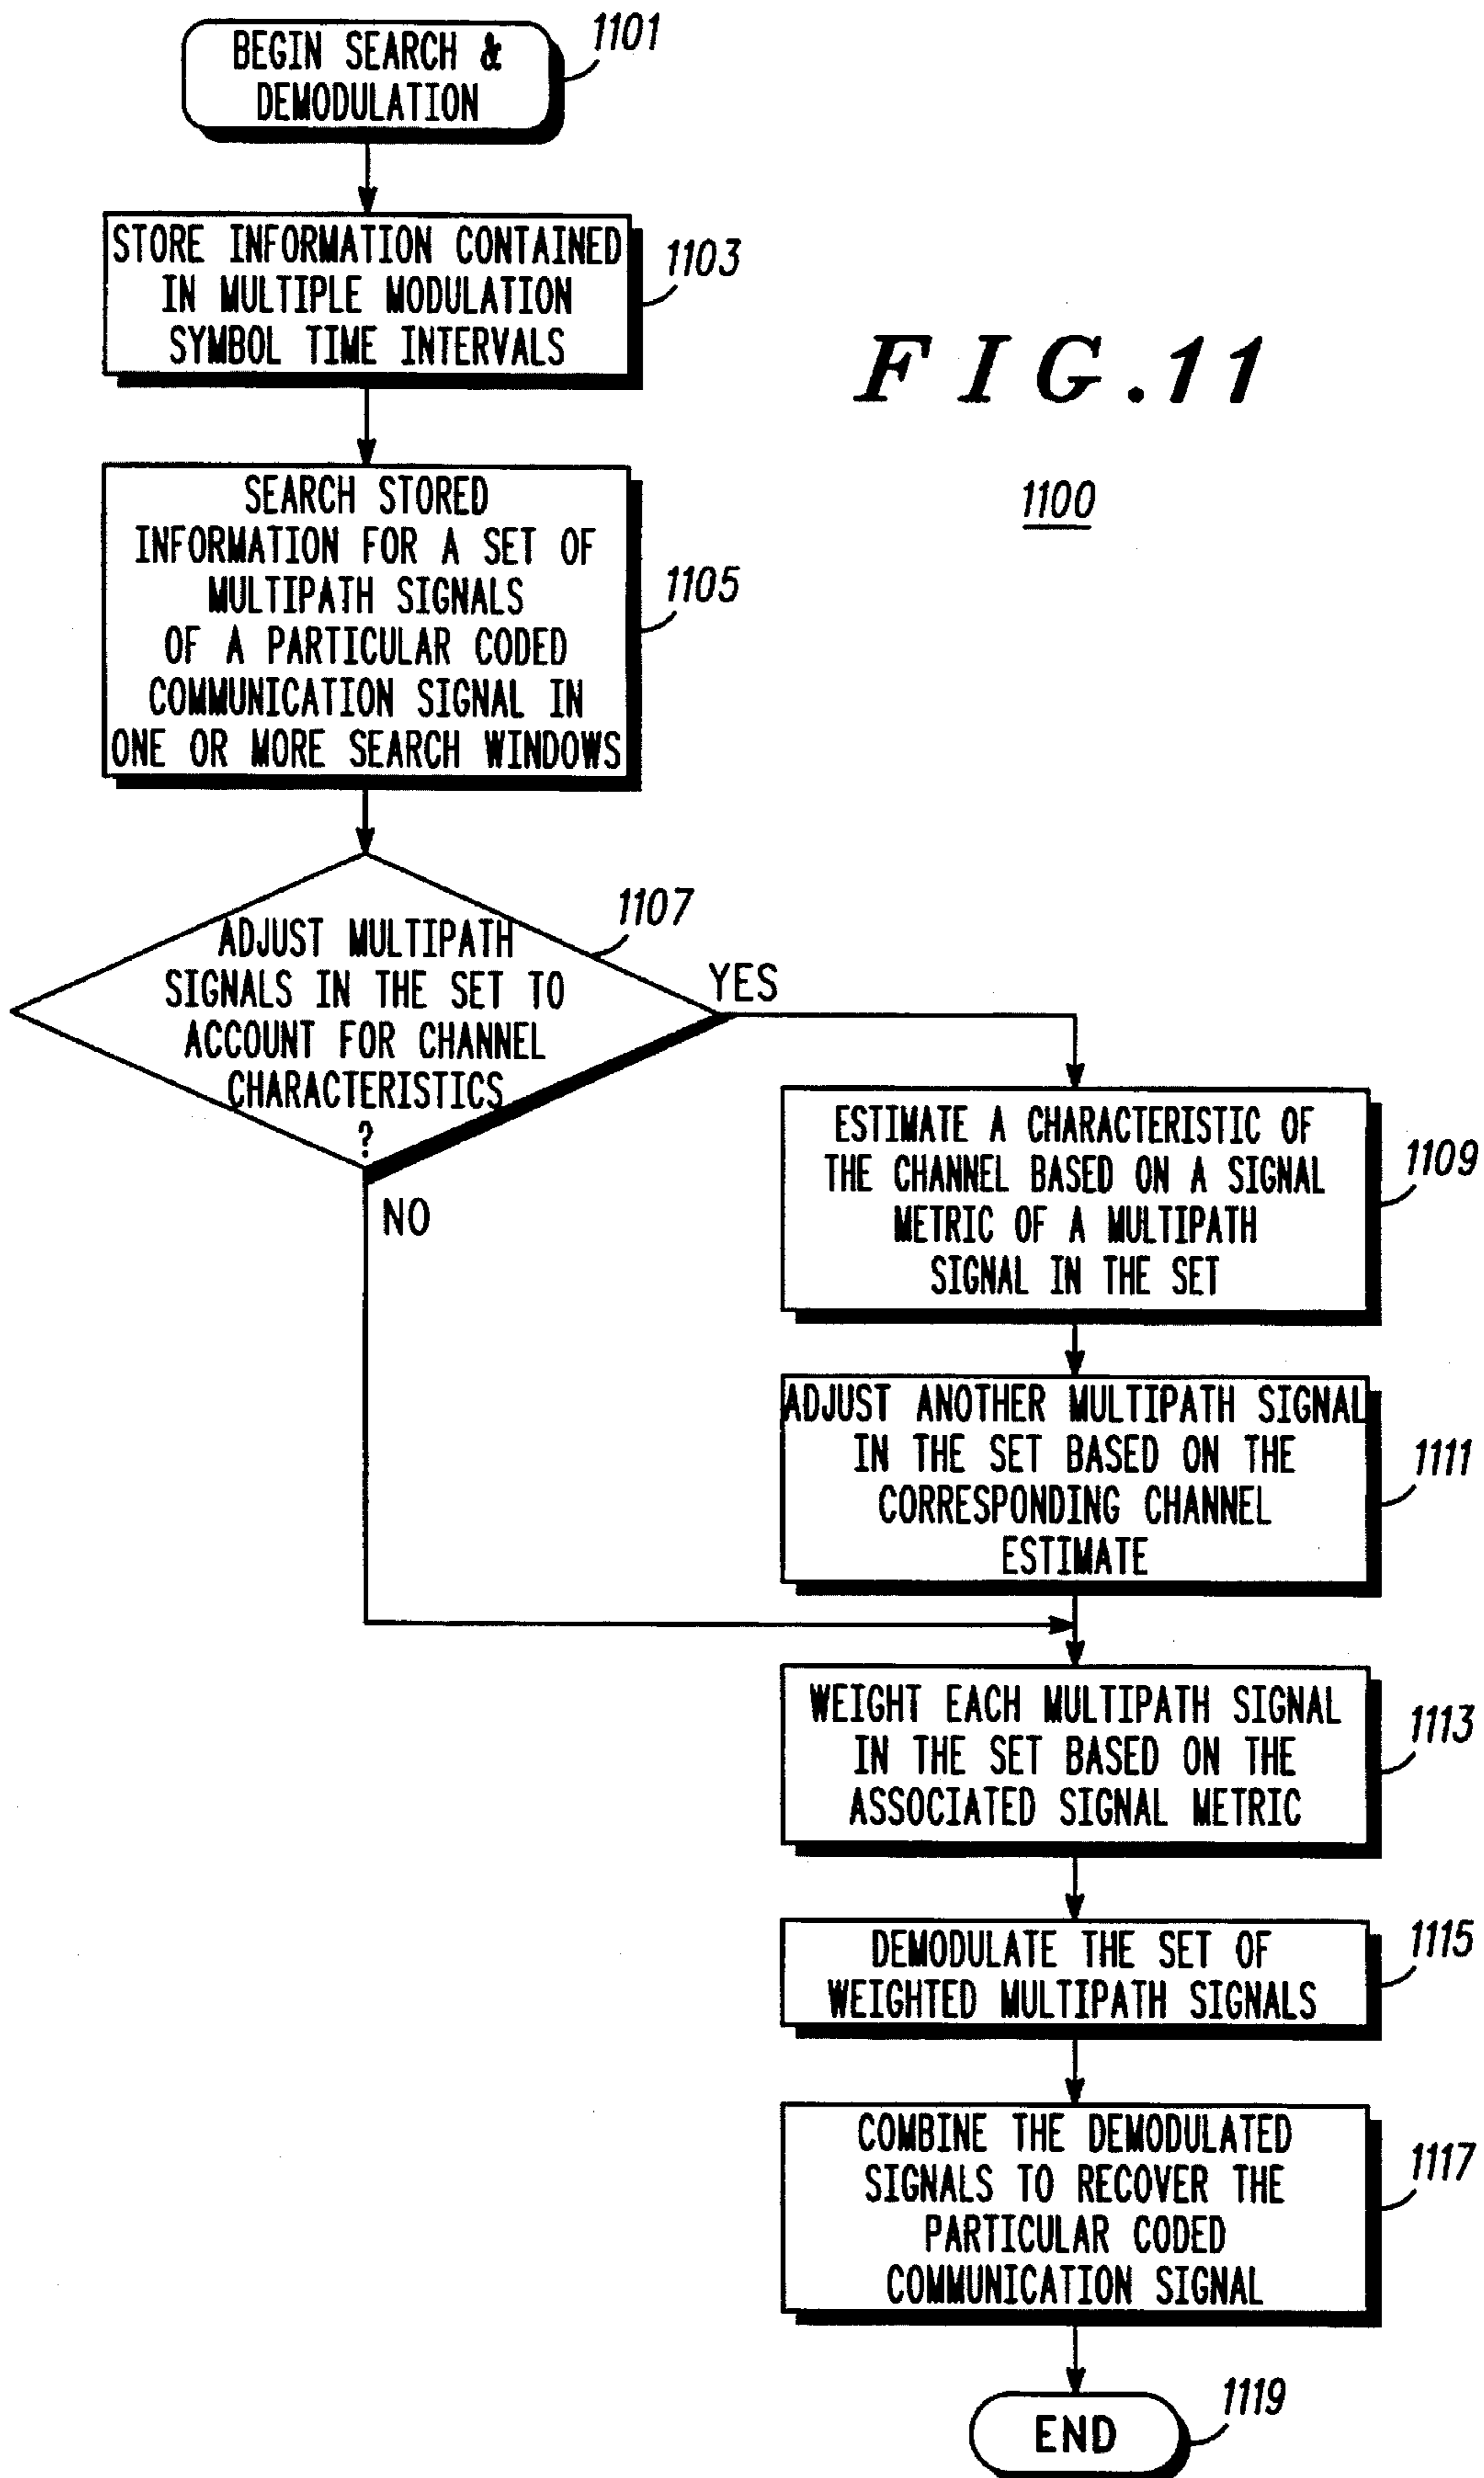 BEGIN SEARCH &
DEMODULATION
1101
STORE INFORMATION CONTAINED
IN MULTIPLE MODULATION
SYMBOL TIME INTERVALS
1103
FIG.11
1100
SEARCH STORED
INFORMATION FOR A SET OF
MULTIPATH SIGNALS
OF A PARTICULAR CODED
COMMUNICATION SIGNAL IN
ONE OR MORE SEARCH WINDOWS
1105
ADJUST MULTIPATH
SIGNALS IN THE SET TO
ACCOUNT FOR CHANNEL
CHARACTERISTICS
?
1107
YES
NO
ESTIMATE A CHARACTERISTIC OF
THE CHANNEL BASED ON A SIGNAL
METRIC OF A MULTIPATH
SIGNAL IN THE SET
1109
ADJUST ANOTHER MULTIPATH SIGNAL
IN THE SET BASED ON THE
CORRESPONDING CHANNEL
ESTIMATE
1111
WEIGHT EACH MULTIPATH SIGNAL
IN THE SET BASED ON THE
ASSOCIATED SIGNAL METRIC
1113
DEMODULATE THE SET OF
WEIGHTED MULTIPATH SIGNALS
1115
COMBINE THE DEMODULATED
SIGNALS TO RECOVER THE
PARTICULAR CODED
COMMUNICATION SIGNAL
1117
END
1119